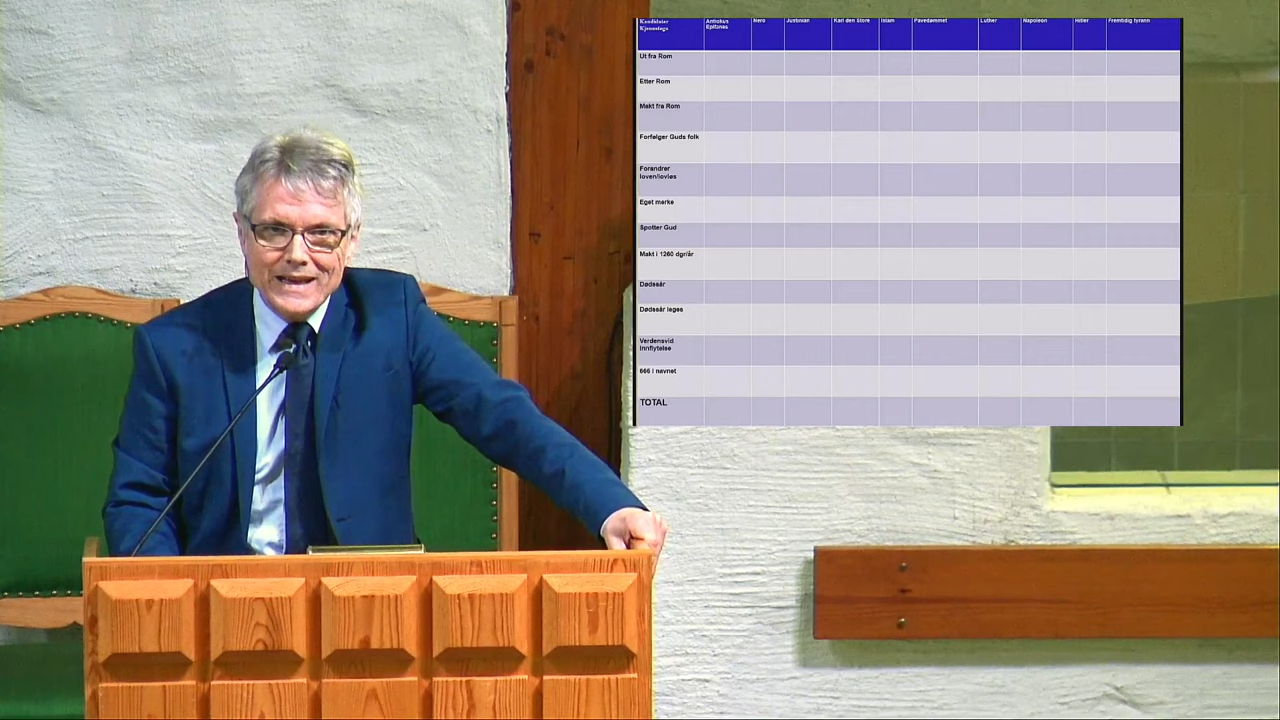 Kandidater
Kjennetegn
Antiokus
Epifanes
Nero
Justinian
Karl den Store
Islam
Pavedømmet
Luther
Napoleon
Hitler
Fremtidig tyrann
Ut fra Rom
Etter Rom
Makt fra Rom
Forfølger Guds folk
Forandrer
loven/lovløs
Eget merke
Spotter Gud
Makt i 1260 dgr/år
Dødssår
Dødssår leges
Verdensvid
innflytelse
666 i navnet
TOTAL